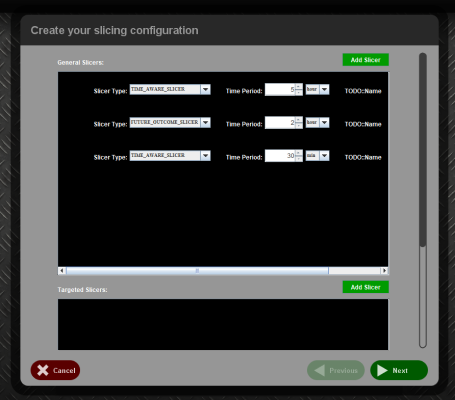 Create your slicing configuration
General Slicers:
Add Slicer
Slicer Type: TIME_AWARE_SLICER Time Period: 5 hour TODO::Name
Slicer Type: FUTURE_OUTCOME_SLICER Time Period: 2 hour TODO::Name
Slicer Type: TIME_AWARE_SLICER Time Period: 30 min TODO::Name
Targeted Slicers:
Add Slicer
Cancel
Previous
Next